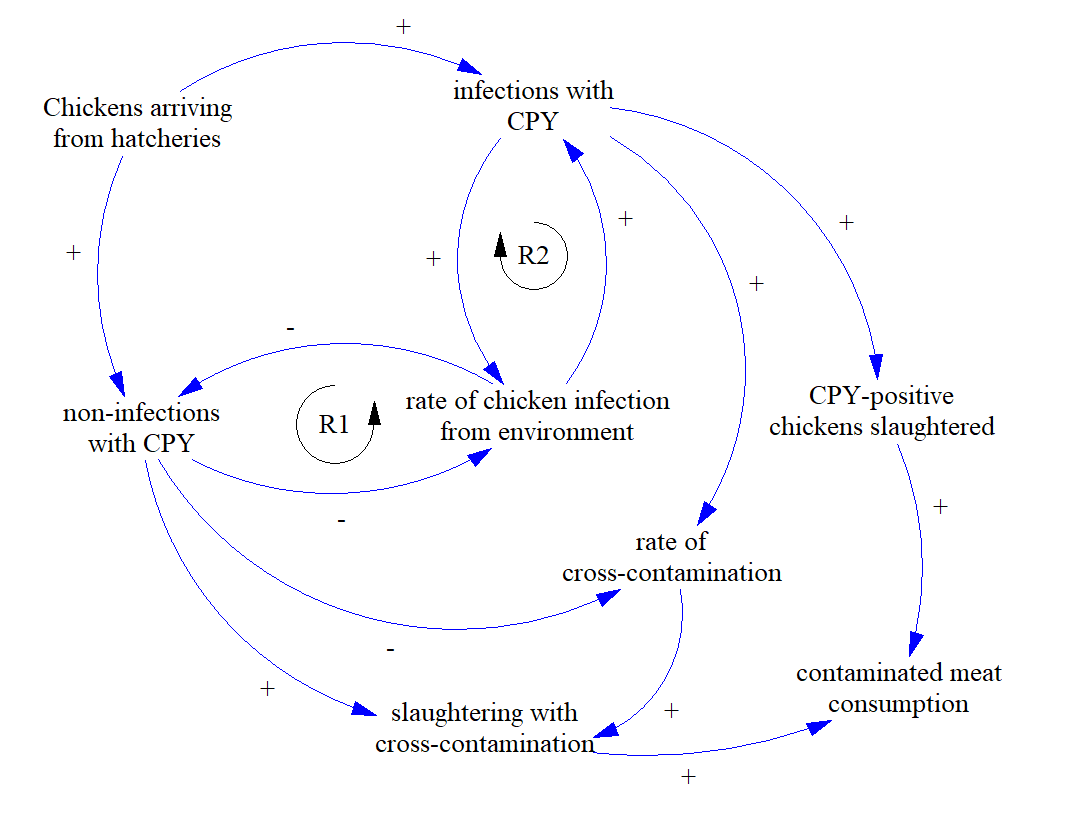 +
infections with
CPY
Chickens arriving
from hatcheries
+
+
+
R2
+
+
-
CPY-positive
chickens slaughtered
non-infections
with CPY
R1
rate of chicken infection
from environment
+
-
rate of
cross-contamination
-
contaminated meat
consumption
+
slaughtering with
cross-contamination
+
+